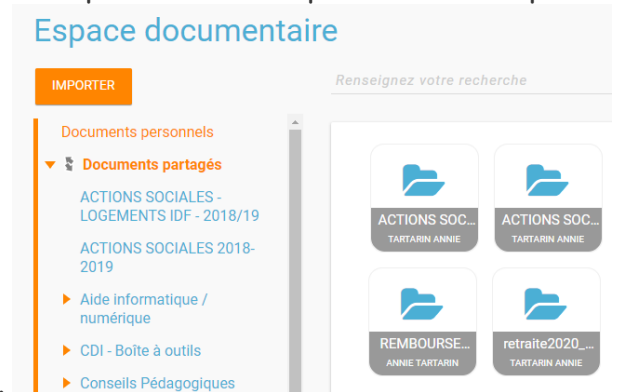 Espace documentaire
IMPORTER
Renseignez votre recherche
Documents personnels
Documents partagés
ACTIONS SOCIALES -
LOGEMENTS IDF - 2018/19
ACTIONS SOCIALES 2018-
2019
Aide informatique /
numérique
CDI - Boîte à outils
Conseils Pédagogiques
ACTIONS SOC...
TARTARIN ANNIE
ACTIONS SOC...
TARTARIN ANNIE
REMBOURSE...
ANNIE TARTARIN
retraite2020_...
TARTARIN ANNIE